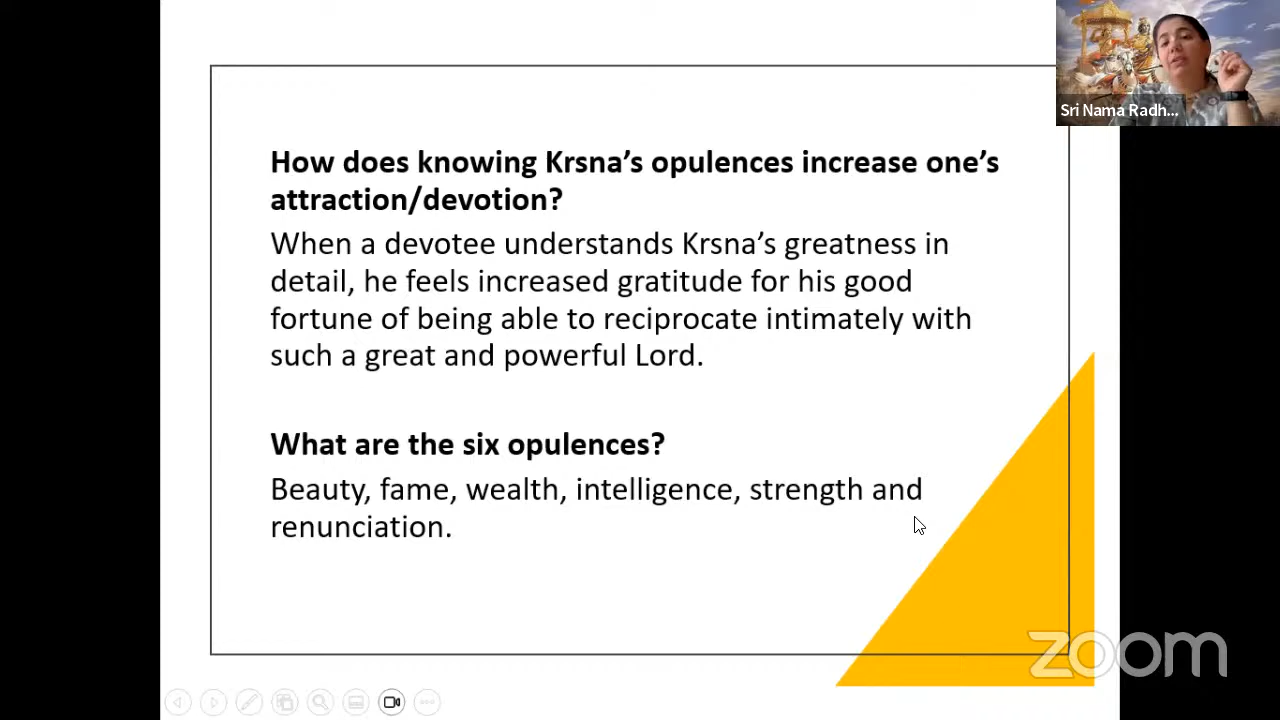 Sri Nama Radh...
How does knowing Krsna’s opulences increase one’s
attraction/devotion?
When a devotee understands Krsna’s greatness in
detail, he feels increased gratitude for his good
fortune of being able to reciprocate intimately with
such a great and powerful Lord.
What are the six opulences?
Beauty, fame, wealth, intelligence, strength and
renunciation.
zoom